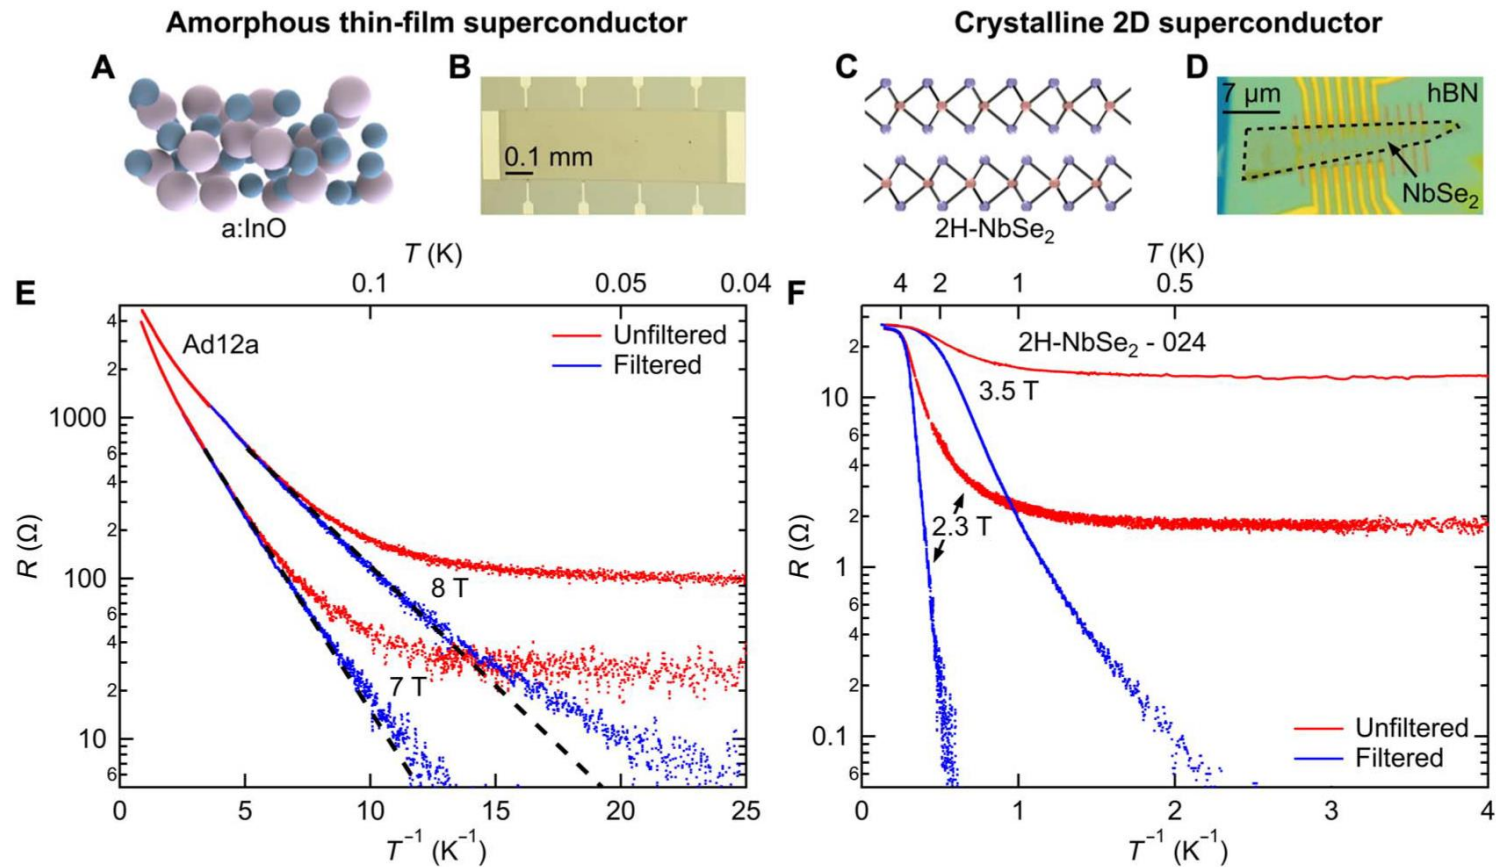 Amorphous thin-film superconductor
Crystalline 2D superconductor
A
B
C
D
0.1 mm
7 μm
hBN
NbSe₂
a:InO
2H-NbSe₂
T (K)
T (K)
E
0.1
0.05
0.04
F
4
2
1
0.5
Ad12a
Unfiltered
Filtered
8 T
7 T
4
2
1000
6
4
2
100
6
4
2
10
6
R (Ω)
0
5
10
15
20
25
T⁻¹ (K⁻¹)
2H-NbSe₂ - 024
3.5 T
2.3 T
Unfiltered
Filtered
2
10
6
4
2
1
6
4
2
0.1
6
R (Ω)
0
1
2
3
4
T⁻¹ (K⁻¹)